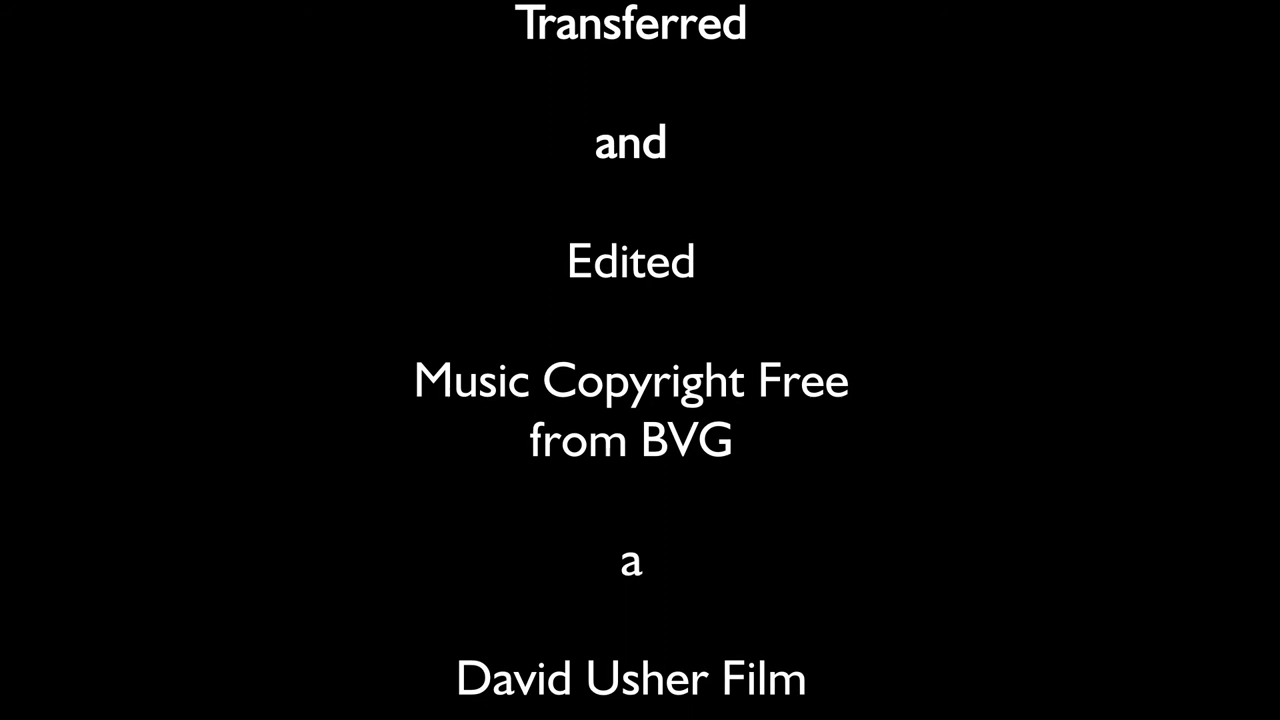 Transferred
and
Edited
Music Copyright Free
from BVG
a
David Usher Film